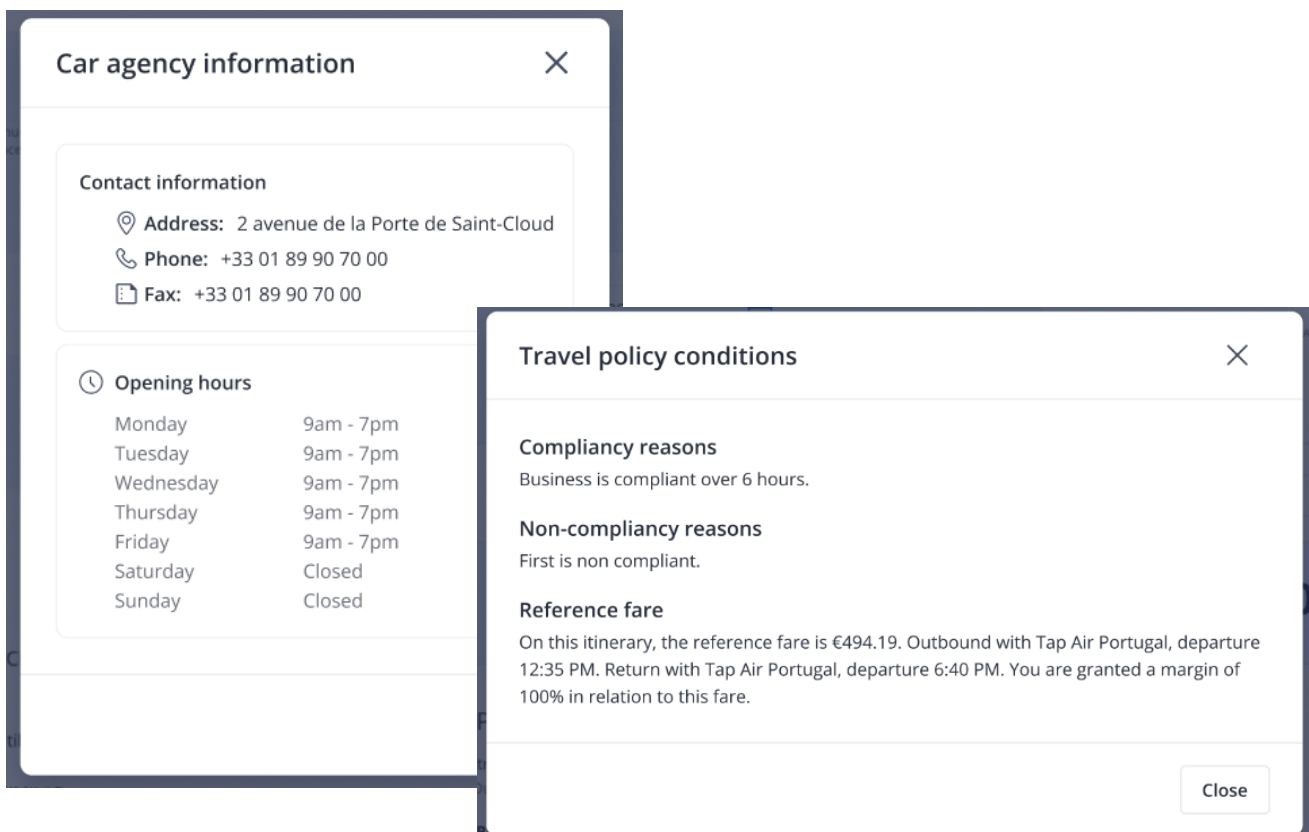 Car agency information
Contact information
Address: 2 avenue de la Porte de Saint-Cloud
Phone: +33 01 89 90 70 00
Fax: +33 01 89 90 70 00
Opening hours
Monday 9am - 7pm
Tuesday 9am - 7pm
Wednesday 9am - 7pm
Thursday 9am - 7pm
Friday 9am - 7pm
Saturday Closed
Sunday Closed
Travel policy conditions
Compliancy reasons
Business is compliant over 6 hours.
Non-compliancy reasons
First is non compliant.
Reference fare
On this itinerary, the reference fare is €494.19. Outbound with Tap Air Portugal, departure
12:35 PM. Return with Tap Air Portugal, departure 6:40 PM. You are granted a margin of
100% in relation to this fare.
Close